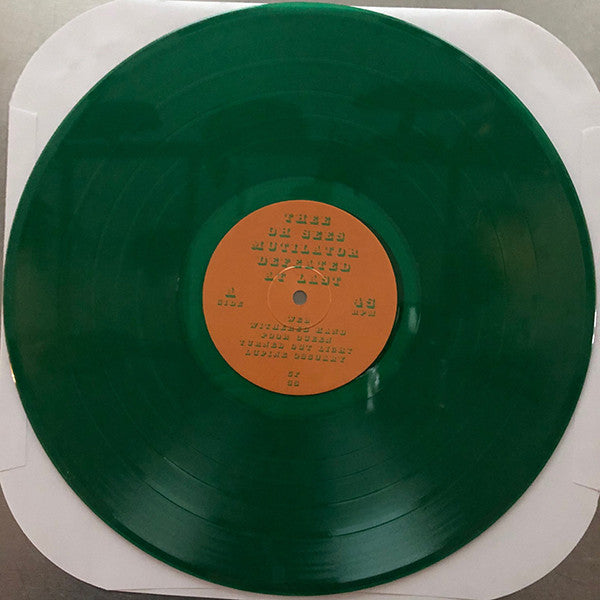 THEE
OH SEES
MUTILATOR
DEFEATED
AT LAST
A
SIDE
45
RPM
WEB
WITHERED HAND
POOR QUEEN
TURNED OUT LIGHT
LUPINE OSSUARY
CF